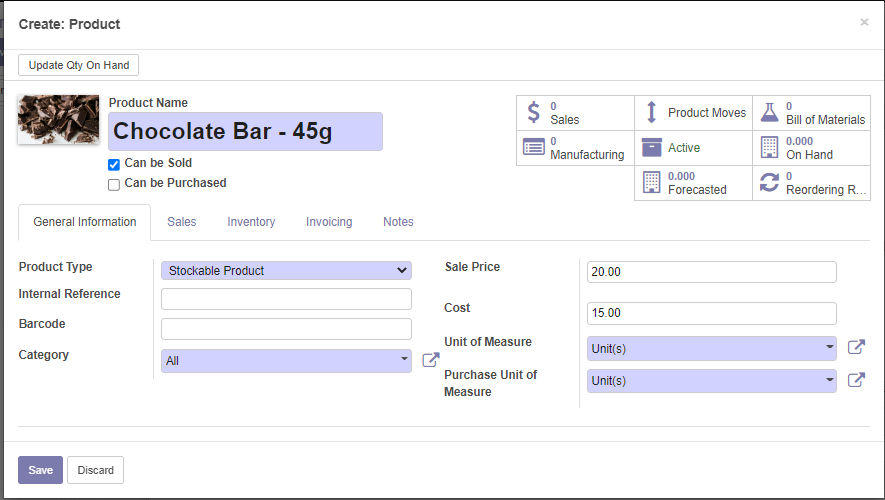 Create: Product
×
Update Qty On Hand
Product Name
Chocolate Bar - 45g
Can be Sold
Can be Purchased
0
Sales
Product Moves
0
Bill of Materials
0
Manufacturing
Active
0.000
On Hand
0.000
Forecasted
0
Reordering R...
General Information
Sales
Inventory
Invoicing
Notes
Product Type
Stockable Product
Internal Reference
Barcode
Category
All
Sale Price
20.00
Cost
15.00
Unit of Measure
Unit(s)
Purchase Unit of
Measure
Unit(s)
Save
Discard